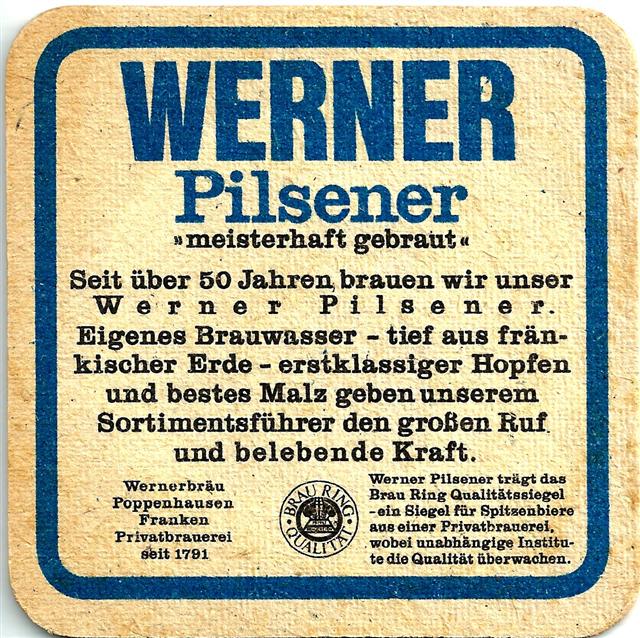 WERNER
Pilsener
»meisterhaft gebraut«
Seit über 50 Jahren brauen wir unser
Werner Pilsener.
Eigenes Brauwasser – tief aus frän-
kischer Erde – erstklassiger Hopfen
und bestes Malz geben unserem
Sortimentsführer den großen Ruf
und belebende Kraft.
Wernerbräu
Poppenhausen
Franken
Privatbrauerei
seit 1791
BRAU RING
QUALITÄT
Werner Pilsener trägt das
Brau Ring Qualitätssiegel
– ein Siegel für Spitzenbiere
aus einer Privatbrauerei,
wobei unabhängige Institu-
te die Qualität überwachen.